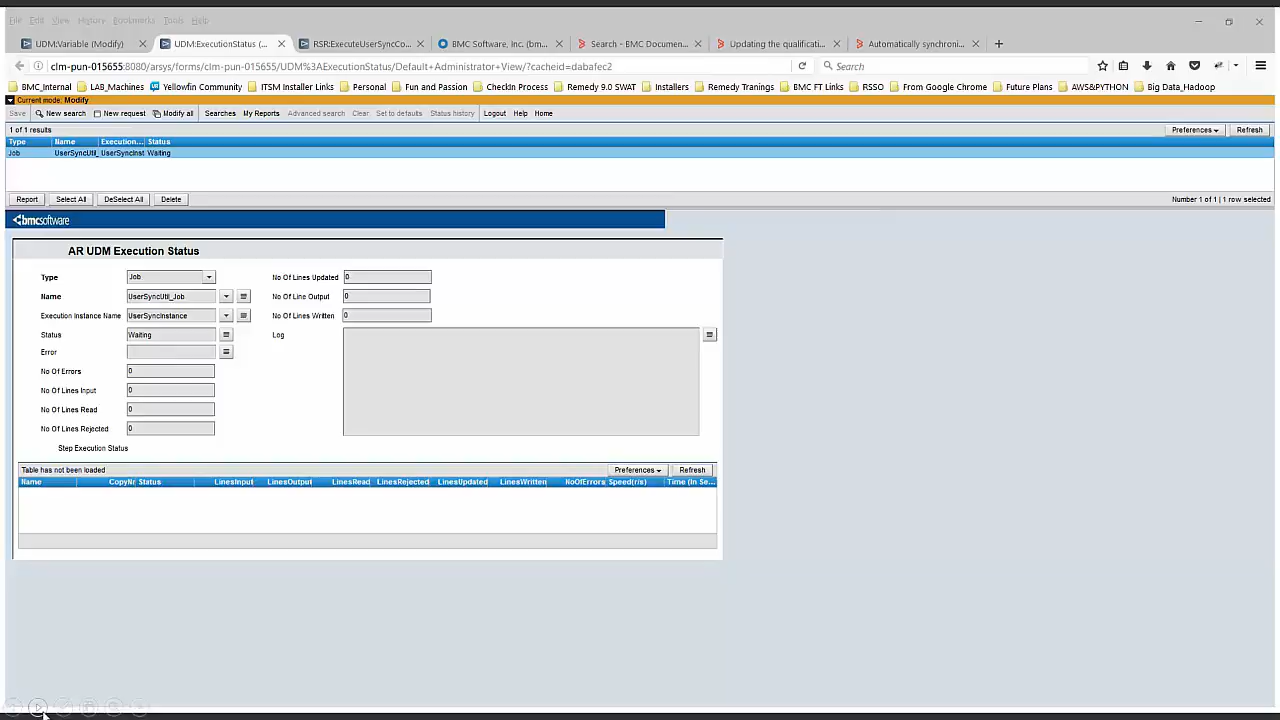 File Edit View History Bookmarks Tools Help
UDM:Variable (Modify) UDM:ExecutionStatus (... RSR:ExecuteUserSyncCo... BMC Software, Inc. (bm... Search - BMC Documen... Updating the qualificati... Automatically synchroni...
clm-pun-015655:8080/arsys/forms/clm-pun-015655/UDM%3AExecutionStatus/Default+Administrator+View/?cacheid=dabafec2 Search
BMC_Internal LAB_Machines Yellowfin Community ITSM Installer Links Personal Fun and Passion CheckIn Process Remedy 9.0 SWAT Installers Remedy Tranings BMC FT Links RSSO From Google Chrome Future Plans AWS&PYTHON Big Data_Hadoop
Current mode: Modify
Save New search New request Modify all Searches My Reports Advanced search Clear Set to defaults Status history Logout Help Home
1 of 1 results Preferences Refresh
Type Name Execution... Status
Job UserSyncUtil_ UserSyncInst Waiting
Report Select All DeSelect All Delete Number 1 of 1 | 1 row selected
bmcsoftware
AR UDM Execution Status
Type Job No Of Lines Updated 0
Name UserSyncUtil_Job No Of Line Output 0
Execution Instance Name UserSyncInstance No Of Lines Written 0
Status Waiting Log
Error
No Of Errors 0
No Of Lines Input 0
No Of Lines Read 0
No Of Lines Rejected 0
Step Execution Status
Table has not been loaded Preferences Refresh
Name CopyNr Status LinesInput LinesOutput LinesRead LinesRejected LinesUpdated LinesWritten NoOfErrors Speed(r/s) Time (In Se...